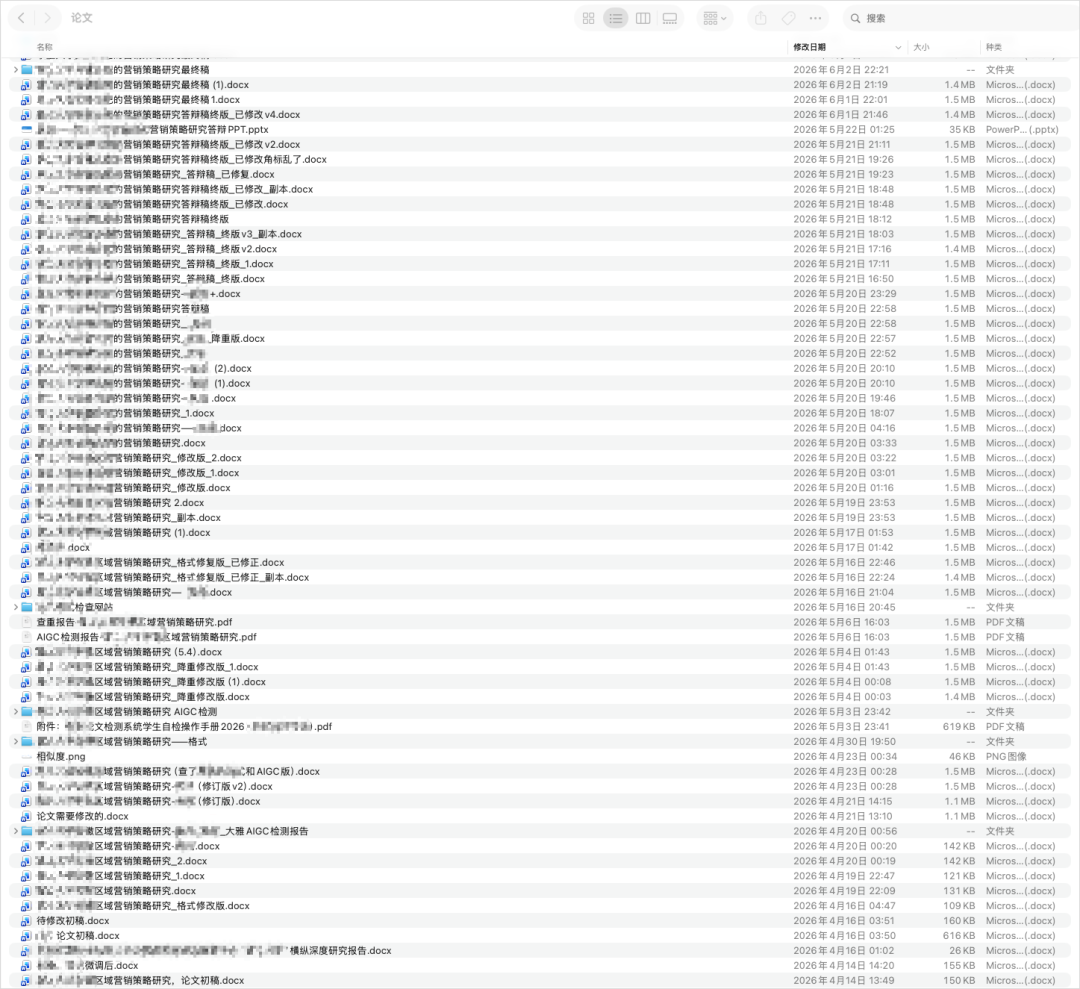 论文
搜索
名称 修改日期 大小 种类
的营销策略研究最终稿 2026年6月2日 22:21 -- 文件夹
的营销策略研究最终稿 (1).docx 2026年6月2日 21:19 1.4 MB Micros...(.docx)
的营销策略研究最终稿1.docx 2026年6月1日 22:01 1.5 MB Micros...(.docx)
的营销策略研究答辩稿终版_已修改v4.docx 2026年6月1日 21:46 1.4 MB Micros...(.docx)
营销策略研究答辩PPT.pptx 2026年5月22日 01:25 35 KB PowerP... (.pptx)
的营销策略研究答辩稿终版_已修改v2.docx 2026年5月21日 21:11 1.5 MB Micros...(.docx)
的营销策略研究答辩稿终版_已修改角标乱了.docx 2026年5月21日 19:26 1.5 MB Micros...(.docx)
的营销策略研究_答辩稿_已修复.docx 2026年5月21日 19:23 1.5 MB Micros...(.docx)
的营销策略研究答辩稿终版_已修改_副本.docx 2026年5月21日 18:48 1.5 MB Micros...(.docx)
的营销策略研究答辩稿终版_已修改.docx 2026年5月21日 18:48 1.5 MB Micros...(.docx)
的营销策略研究答辩稿终版 2026年5月21日 18:12 1.5 MB Micros...(.docx)
的营销策略研究_答辩稿_终版v3_副本.docx 2026年5月21日 18:03 1.5 MB Micros...(.docx)
的营销策略研究_答辩稿_终版v2.docx 2026年5月21日 17:16 1.4 MB Micros...(.docx)
的营销策略研究_答辩稿_终版_1.docx 2026年5月21日 17:11 1.5 MB Micros...(.docx)
的营销策略研究_答辩稿_终版.docx 2026年5月21日 16:50 1.5 MB Micros...(.docx)
的营销策略研究-+.docx 2026年5月20日 23:29 1.5 MB Micros...(.docx)
的营销策略研究答辩稿 2026年5月20日 22:58 1.5 MB Micros...(.docx)
的营销策略研究_ 2026年5月20日 22:58 1.5 MB Micros...(.docx)
的营销策略研究_降重版.docx 2026年5月20日 22:57 1.5 MB Micros...(.docx)
的营销策略研究_ 2026年5月20日 22:52 1.5 MB Micros...(.docx)
的营销策略研究- (2).docx 2026年5月20日 20:10 1.5 MB Micros...(.docx)
的营销策略研究- (1).docx 2026年5月20日 20:10 1.5 MB Micros...(.docx)
的营销策略研究- .docx 2026年5月20日 19:46 1.5 MB Micros...(.docx)
的营销策略研究_1.docx 2026年5月20日 18:07 1.5 MB Micros...(.docx)
的营销策略研究—.docx 2026年5月20日 04:16 1.5 MB Micros...(.docx)
的营销策略研究.docx 2026年5月20日 03:33 1.5 MB Micros...(.docx)
营销策略研究_修改版_2.docx 2026年5月20日 03:22 1.5 MB Micros...(.docx)
营销策略研究_修改版_1.docx 2026年5月20日 03:01 1.5 MB Micros...(.docx)
营销策略研究_修改版.docx 2026年5月20日 01:16 1.5 MB Micros...(.docx)
营销策略研究 2.docx 2026年5月19日 23:53 1.5 MB Micros...(.docx)
营销策略研究_副本.docx 2026年5月19日 23:53 1.5 MB Micros...(.docx)
营销策略研究 (1).docx 2026年5月17日 01:53 1.5 MB Micros...(.docx)
.docx 2026年5月17日 01:42 1.5 MB Micros...(.docx)
区域营销策略研究_格式修复版_已修正.docx 2026年5月16日 22:46 1.5 MB Micros...(.docx)
区域营销策略研究_格式修复版_已修正_副本.docx 2026年5月16日 22:24 1.4 MB Micros...(.docx)
区域营销策略研究—.docx 2026年5月16日 21:04 1.5 MB Micros...(.docx)
检查网站 2026年5月16日 20:45 -- 文件夹
查重报告-区域营销策略研究.pdf 2026年5月6日 16:03 1.5 MB PDF文稿
AIGC检测报告-区域营销策略研究.pdf 2026年5月6日 16:03 1.5 MB PDF文稿
区域营销策略研究 (5.4).docx 2026年5月4日 01:43 1.5 MB Micros...(.docx)
区域营销策略研究_降重修改版_1.docx 2026年5月4日 01:43 1.5 MB Micros...(.docx)
区域营销策略研究_降重修改版 (1).docx 2026年5月4日 00:08 1.5 MB Micros...(.docx)
区域营销策略研究_降重修改版.docx 2026年5月4日 00:03 1.4 MB Micros...(.docx)
区域营销策略研究 AIGC检测 2026年5月3日 23:42 -- 文件夹
附件：论文检测系统学生自检操作手册2026-.pdf 2026年5月3日 23:41 619 KB PDF文稿
区域营销策略研究——格式 2026年4月30日 19:50 -- 文件夹
相似度.png 2026年4月23日 00:34 46 KB PNG图像
区域营销策略研究 (查了和AIGC版).docx 2026年4月23日 00:28 1.5 MB Micros...(.docx)
区域营销策略研究-(修订版v2).docx 2026年4月23日 00:28 1.5 MB Micros...(.docx)
区域营销策略研究-(修订版).docx 2026年4月21日 14:15 1.1 MB Micros...(.docx)
论文需要修改的.docx 2026年4月21日 13:10 1.1 MB Micros...(.docx)
区域营销策略研究-_大雅AIGC检测报告 2026年4月20日 00:56 -- 文件夹
区域营销策略研究-.docx 2026年4月20日 00:20 142 KB Micros...(.docx)
区域营销策略研究_2.docx 2026年4月20日 00:19 142 KB Micros...(.docx)
区域营销策略研究_1.docx 2026年4月19日 22:47 121 KB Micros...(.docx)
区域营销策略研究.docx 2026年4月19日 22:09 131 KB Micros...(.docx)
区域营销策略研究_格式修改版.docx 2026年4月16日 04:47 109 KB Micros...(.docx)
待修改初稿.docx 2026年4月16日 03:51 160 KB Micros...(.docx)
论文初稿.docx 2026年4月16日 03:50 616 KB Micros...(.docx)
横纵深度研究报告.docx 2026年4月16日 01:02 26 KB Micros...(.docx)
微调后.docx 2026年4月14日 14:20 155 KB Micros...(.docx)
区域营销策略研究，论文初稿.docx 2026年4月14日 13:49 150 KB Micros...(.docx)